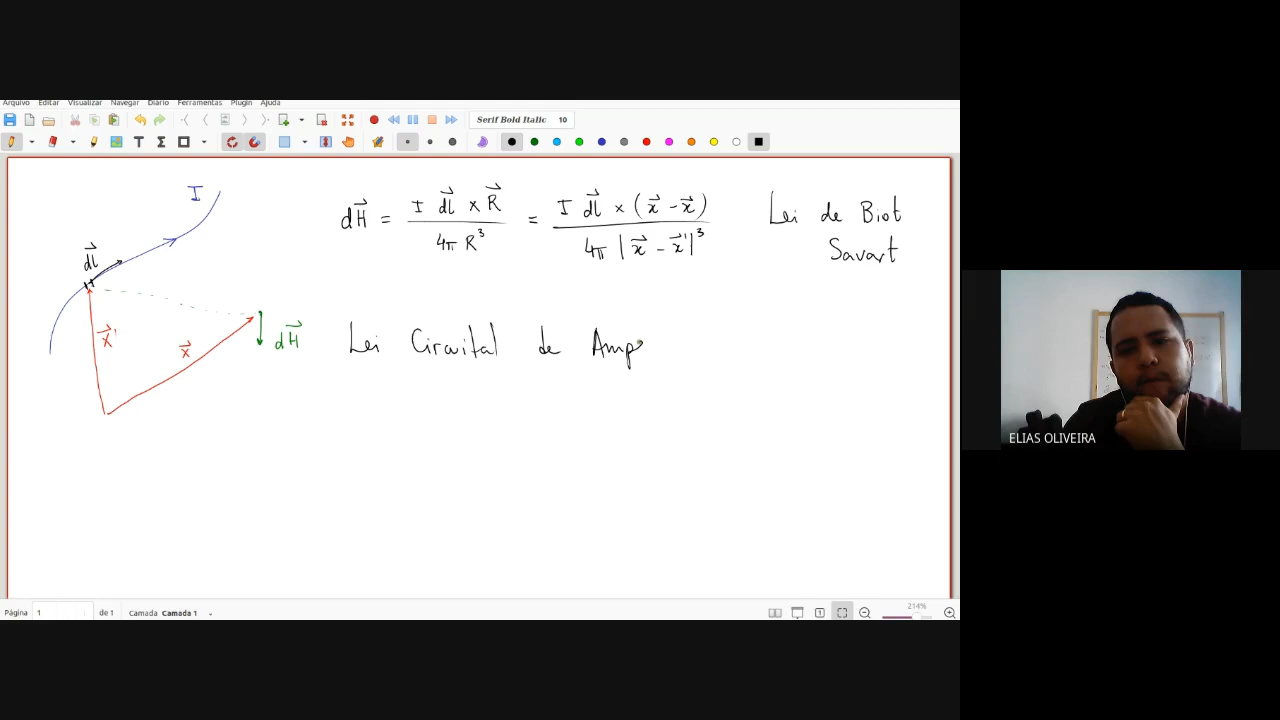 Arquivo Editar Visualizar Navegar Diário Ferramentas Plugin Ajuda
Serif Bold Italic 10
I
dl⃗
x⃗'
x⃗
dH⃗
dH⃗ = I dl⃗ × R⃗ / 4π R³ = I dl⃗ × (x⃗ - x⃗) / 4π |x⃗ - x⃗'|³
Lei de Biot
Savart
Lei Circuital de Amp
ELIAS OLIVEIRA
Página 1 de 1 Camada Camada 1 214%